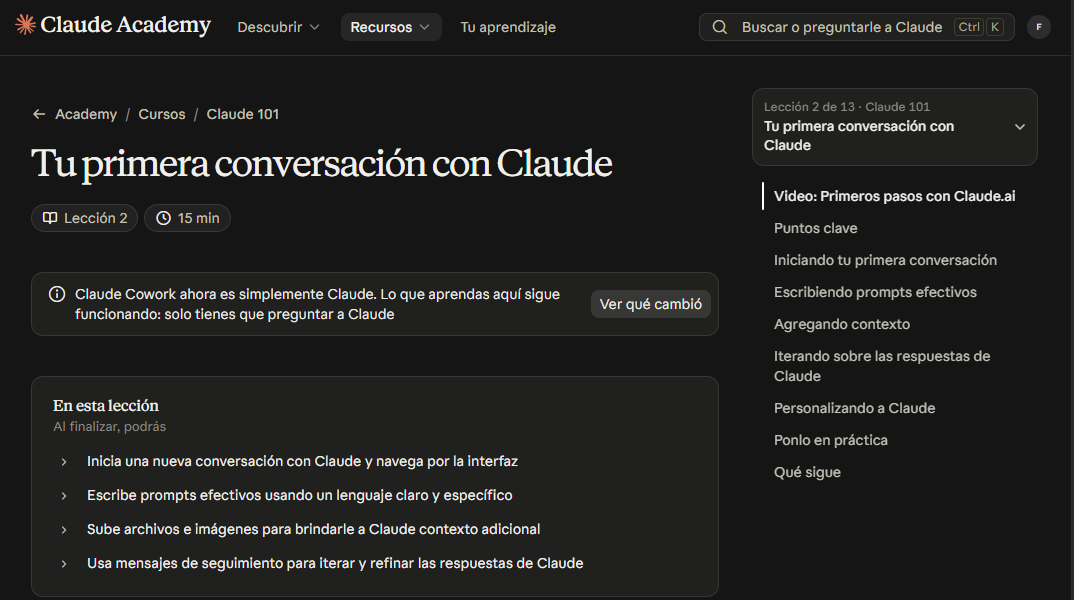 Claude Academy
Descubrir
Recursos
Tu aprendizaje
Buscar o preguntarle a Claude
Ctrl K
F
← Academy / Cursos / Claude 101
Tu primera conversación con Claude
Lección 2
15 min
Claude Cowork ahora es simplemente Claude. Lo que aprendas aquí sigue
funcionando: solo tienes que preguntar a Claude
Ver qué cambió
En esta lección
Al finalizar, podrás
Inicia una nueva conversación con Claude y navega por la interfaz
Escribe prompts efectivos usando un lenguaje claro y específico
Sube archivos e imágenes para brindarle a Claude contexto adicional
Usa mensajes de seguimiento para iterar y refinar las respuestas de Claude
Lección 2 de 13 · Claude 101
Tu primera conversación con
Claude
Video: Primeros pasos con Claude.ai
Puntos clave
Iniciando tu primera conversación
Escribiendo prompts efectivos
Agregando contexto
Iterando sobre las respuestas de
Claude
Personalizando a Claude
Ponlo en práctica
Qué sigue